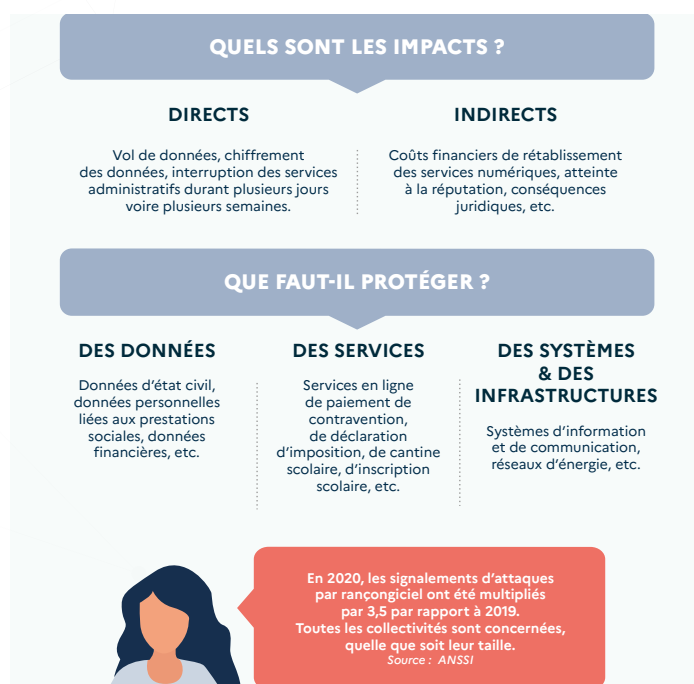 QUELS SONT LES IMPACTS ?
DIRECTS
Vol de données, chiffrement
des données, interruption des services
administratifs durant plusieurs jours
voire plusieurs semaines.
INDIRECTS
Coûts financiers de rétablissement
des services numériques, atteinte
à la réputation, conséquences
juridiques, etc.
QUE FAUT-IL PROTÉGER ?
DES DONNÉES
Données d'état civil,
données personnelles
liées aux prestations
sociales, données
financières, etc.
DES SERVICES
Services en ligne
de paiement de
contravention,
de déclaration
d'imposition, de cantine
scolaire, d'inscription
scolaire, etc.
DES SYSTÈMES
& DES
INFRASTRUCTURES
Systèmes d'information
et de communication,
réseaux d'énergie, etc.
En 2020, les signalements d'attaques
par rançongiciel ont été multipliés
par 3,5 par rapport à 2019.
Toutes les collectivités sont concernées,
quelle que soit leur taille.
Source : ANSSI